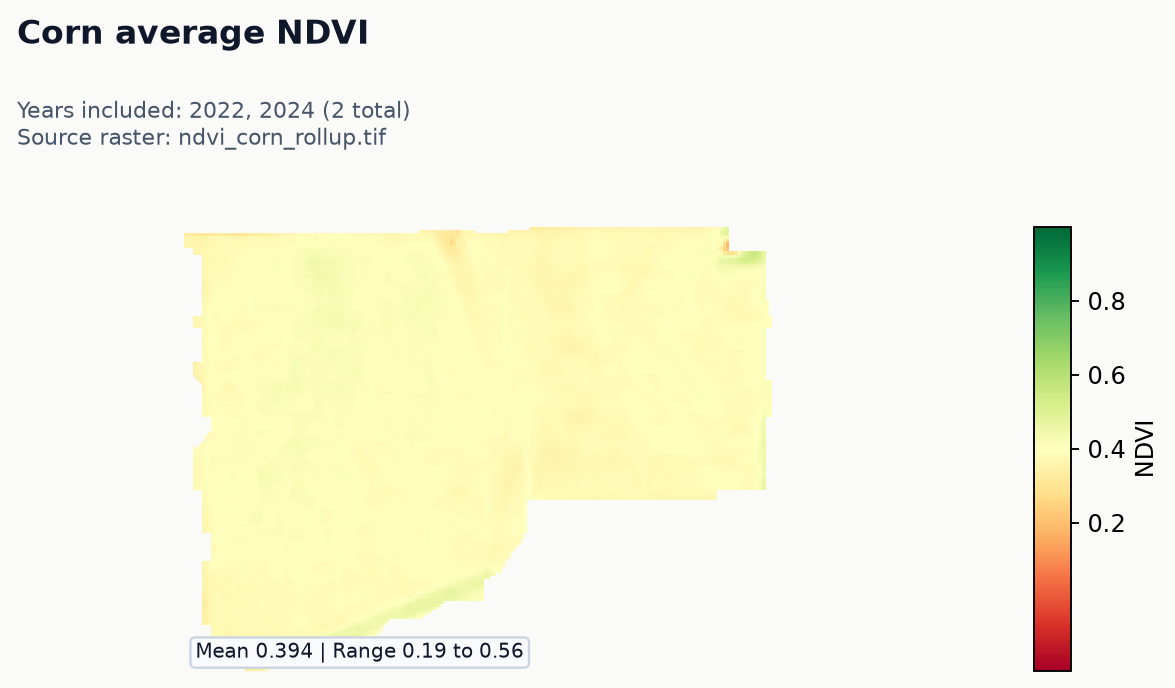 Corn average NDVI
Years included: 2022, 2024 (2 total)
Source raster: ndvi_corn_rollup.tif
0.8
0.6
0.4
0.2
NDVI
Mean 0.394 | Range 0.19 to 0.56